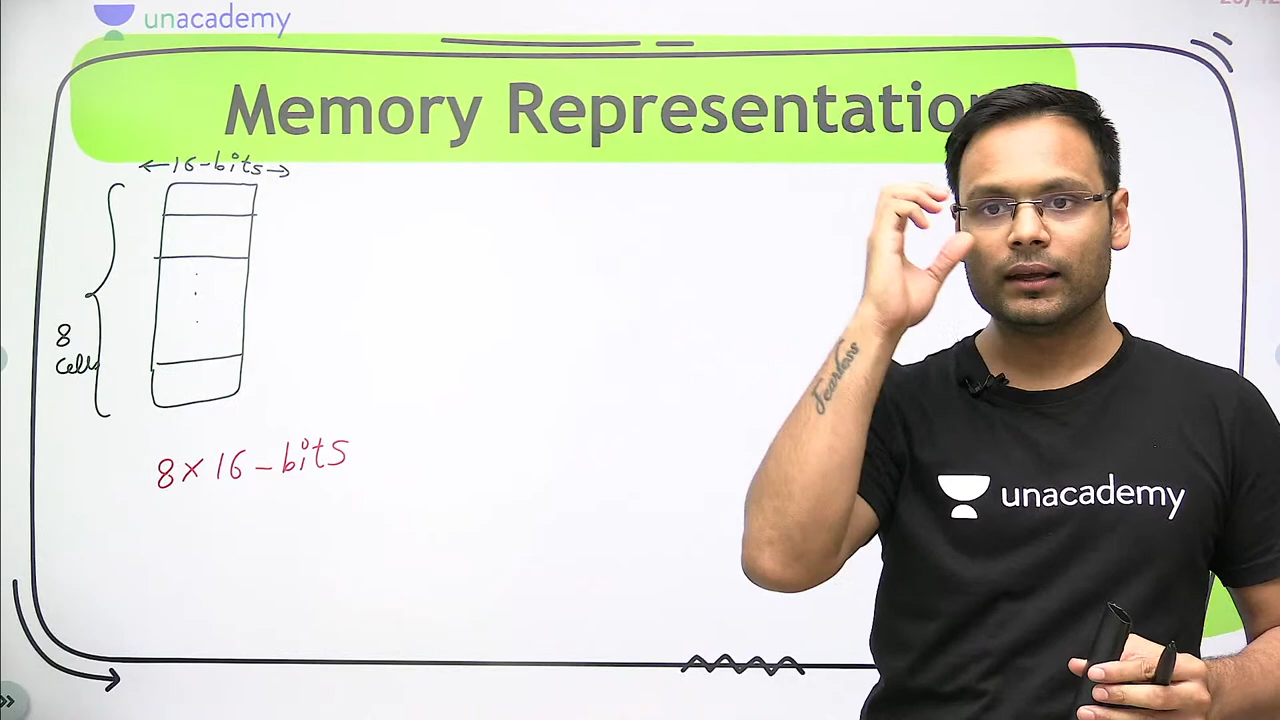 unacademy
Memory Representation
16-bits
8
cells
8×16-bits
Fearless
unacademy